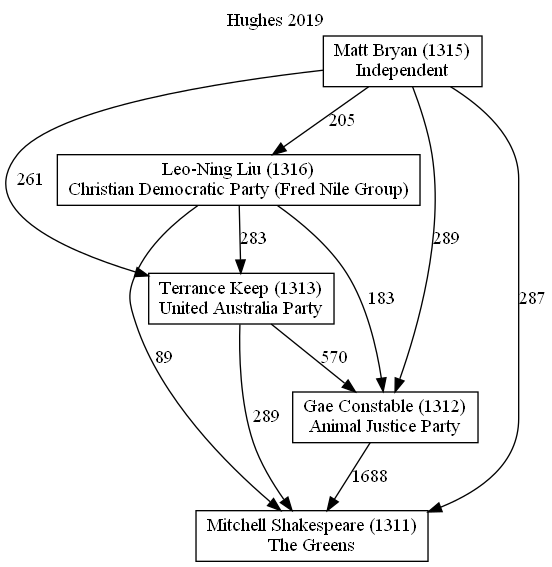 Hughes 2019
Matt Bryan (1315)
Independent
205
Leo-Ning Liu (1316)
Christian Democratic Party (Fred Nile Group)
261
283
289
Terrance Keep (1313)
United Australia Party
183
287
89
570
289
Gae Constable (1312)
Animal Justice Party
1688
Mitchell Shakespeare (1311)
The Greens